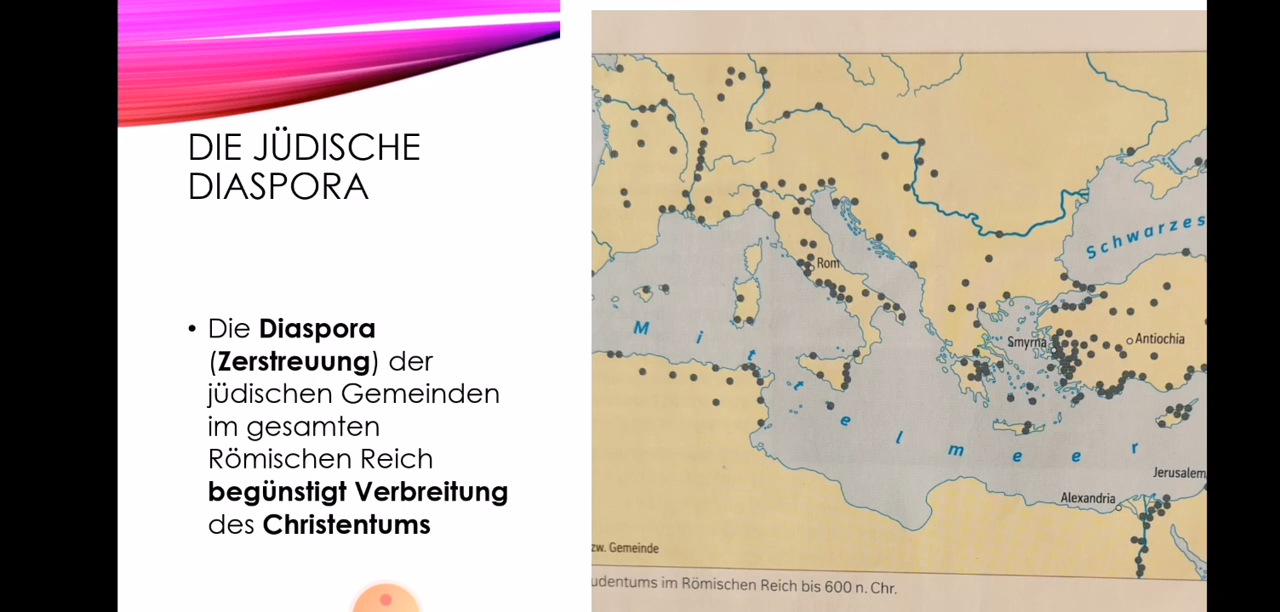 DIE JÜDISCHE
DIASPORA
• Die Diaspora
(Zerstreuung) der
jüdischen Gemeinden
im gesamten
Römischen Reich
begünstigt Verbreitung
des Christentums
Schwarzes
Rom
Mittelmeer
Smyrna
Antiochia
Jerusalem
Alexandria
zw. Gemeinde
udentums im Römischen Reich bis 600 n. Chr.